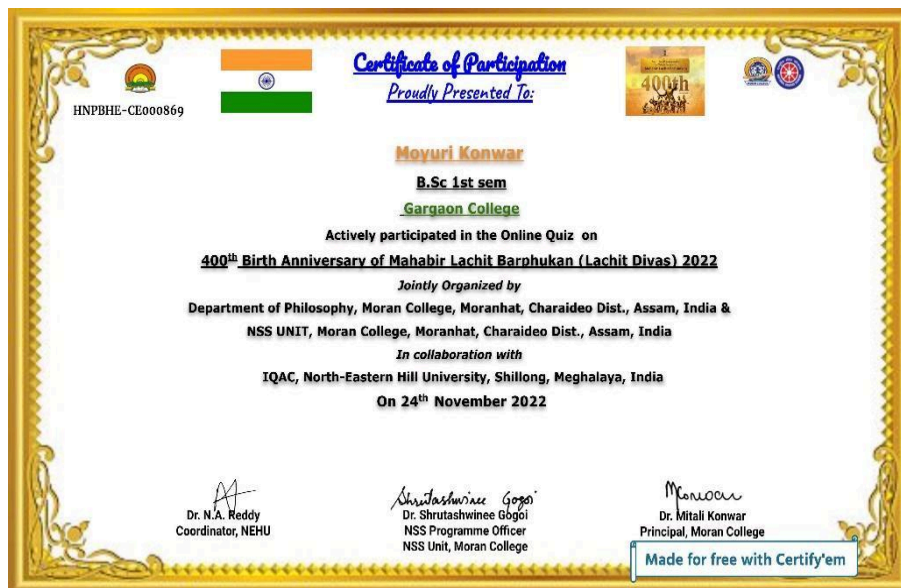 HNPBHE-CE000869
Certificate of Participation
Proudly Presented To:
400th
Moyuri Konwar
B.Sc 1st sem
Gargaon College
Actively participated in the Online Quiz on
400th Birth Anniversary of Mahabir Lachit Barphukan (Lachit Divas) 2022
Jointly Organized by
Department of Philosophy, Moran College, Moranhat, Charaideo Dist., Assam, India &
NSS UNIT, Moran College, Moranhat, Charaideo Dist., Assam, India
In collaboration with
IQAC, North-Eastern Hill University, Shillong, Meghalaya, India
On 24th November 2022
Shrutashwinee Gogoi
MKonwar
Dr. N.A. Reddy
Coordinator, NEHU
Dr. Shrutashwinee Gogoi
NSS Programme Officer
NSS Unit, Moran College
Dr. Mitali Konwar
Principal, Moran College
Made for free with Certify'em